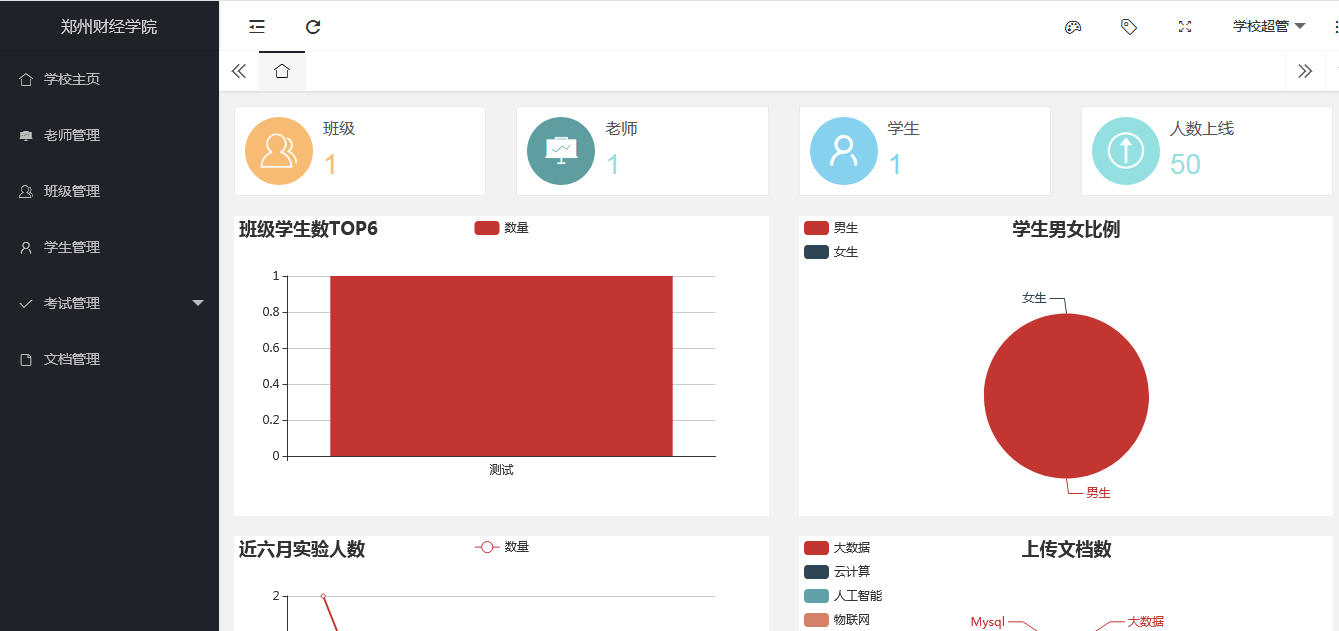 郑州财经学院
学校超管
学校主页
老师管理
班级管理
学生管理
考试管理
文档管理
班级
1
老师
1
学生
1
人数上线
50
班级学生数TOP6
数量
1
0.8
0.6
0.4
0.2
0
测试
男生
女生
学生男女比例
女生
男生
近六月实验人数
数量
2
大数据
云计算
人工智能
物联网
上传文档数
Mysql
大数据